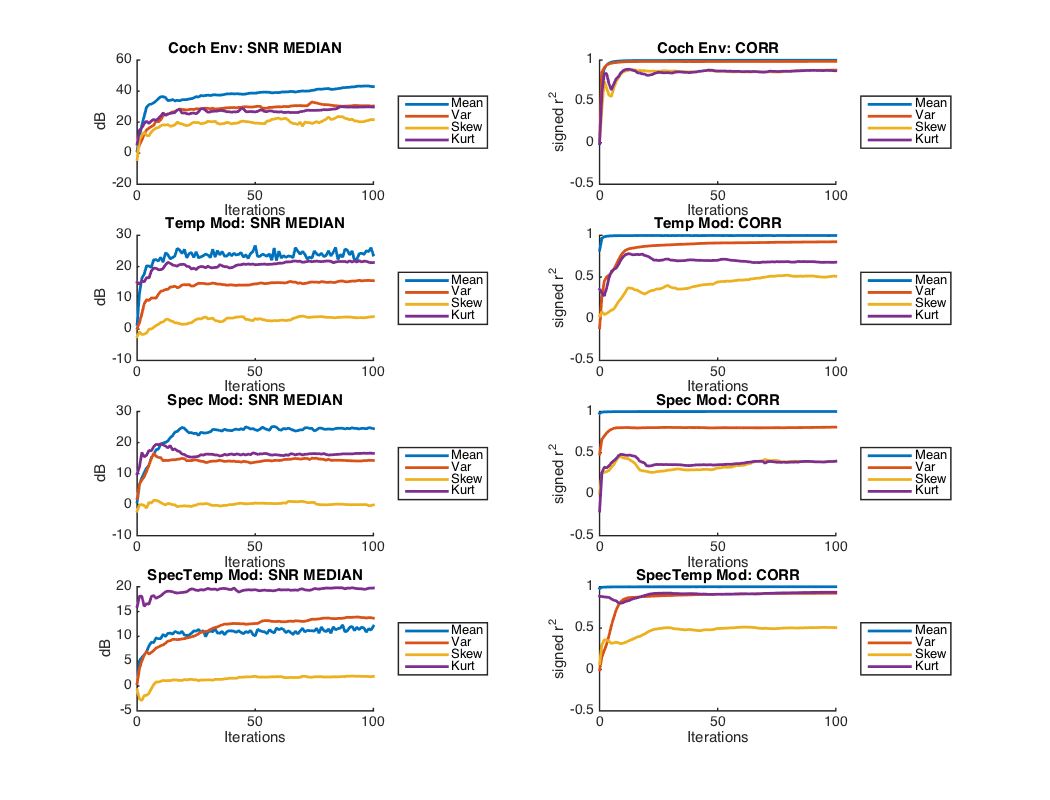 Coch Env: SNR MEDIAN
60
40
20
0
-20
dB
0
50
100
Iterations
Mean
Var
Skew
Kurt
Coch Env: CORR
1
0.5
0
-0.5
signed r²
0
50
100
Iterations
Mean
Var
Skew
Kurt
Temp Mod: SNR MEDIAN
30
20
10
0
-10
dB
0
50
100
Iterations
Mean
Var
Skew
Kurt
Temp Mod: CORR
1
0.5
0
-0.5
signed r²
0
50
100
Iterations
Mean
Var
Skew
Kurt
Spec Mod: SNR MEDIAN
30
20
10
0
-10
dB
0
50
100
Iterations
Mean
Var
Skew
Kurt
Spec Mod: CORR
1
0.5
0
-0.5
signed r²
0
50
100
Iterations
Mean
Var
Skew
Kurt
SpecTemp Mod: SNR MEDIAN
20
15
10
5
0
-5
dB
0
50
100
Iterations
Mean
Var
Skew
Kurt
SpecTemp Mod: CORR
1
0.5
0
-0.5
signed r²
0
50
100
Iterations
Mean
Var
Skew
Kurt